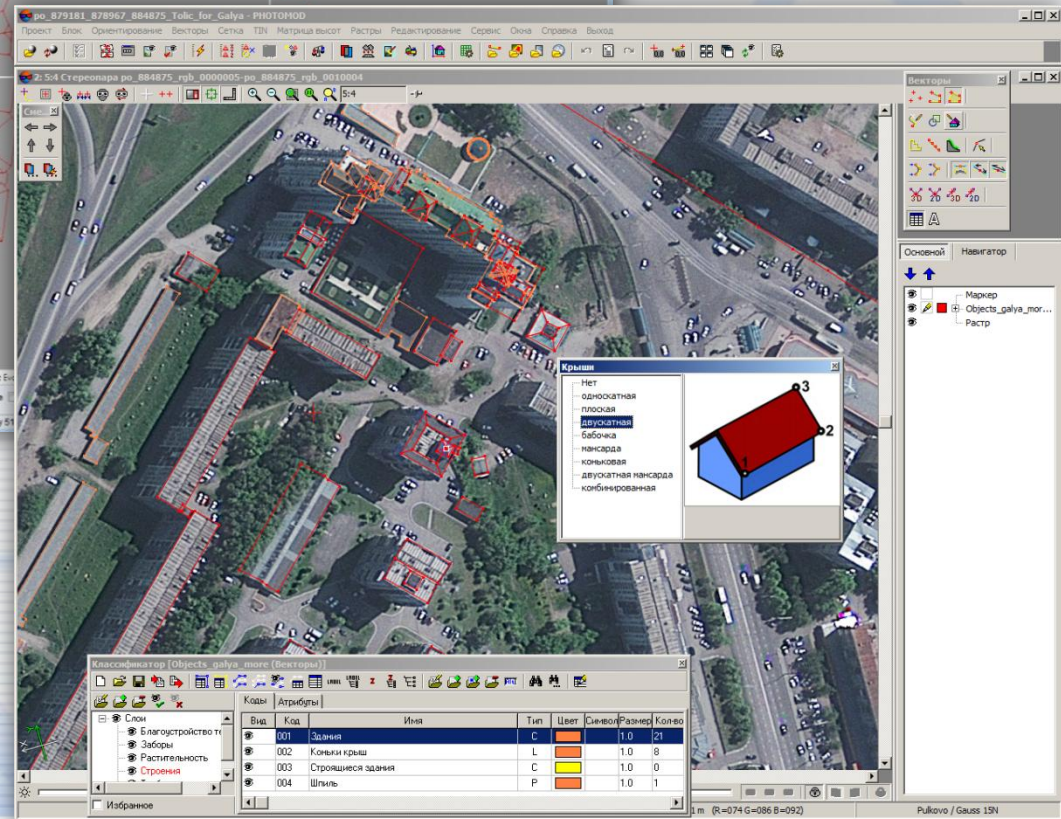 po_879181_878967_884875_Tolic_for_Galya - PHOTOMOD
Проект Блок Ориентирование Векторы Сетка TIN Матрица высот Растры Редактирование Сервис Окна Справка Выход
2: 5:4 Стереопара po_884875_rgb_0000005-po_884875_rgb_0010004
5:4
Векторы
3D 2D 3D 2D
Основной Навигатор
Маркер
Objects_galya_mor...
Растр
Крыши
Нет
односкатная
плоская
двускатная
бабочка
мансарда
коньковая
двускатная мансарда
комбинированная
3
2
1
Классификатор [Objects_galya_more (Векторы)]
Слои
Благоустройство те
Заборы
Растительность
Строения
Избранное
Коды Атрибуты
Вид Код Имя Тип Цвет Символ Размер Кол-во
001 Здания C 1.0 21
002 Коньки крыш L 1.0 8
003 Строящиеся здания C 1.0 0
004 Шпиль P 1.0 1
1 m (R=074 G=086 B=092)
Pulkovo / Gauss 15N